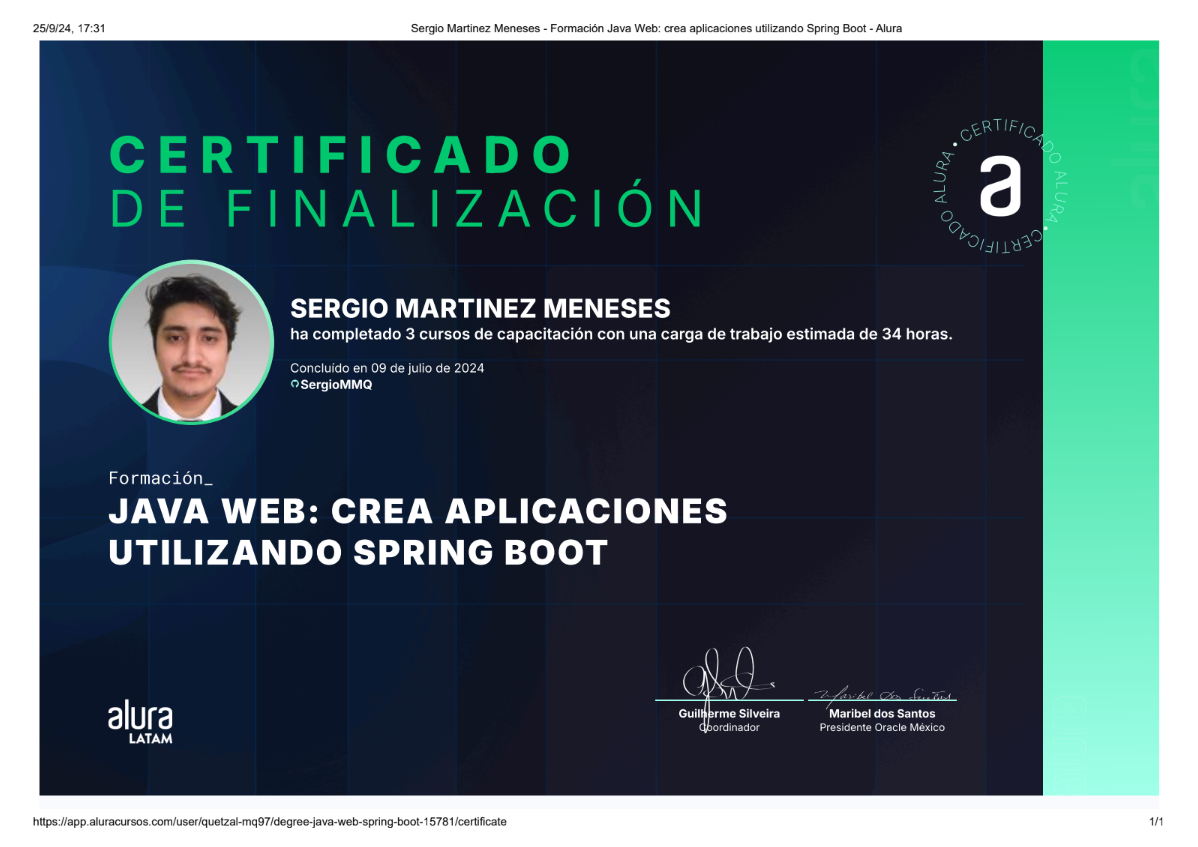 25/9/24, 17:31
Sergio Martinez Meneses - Formación Java Web: crea aplicaciones utilizando Spring Boot - Alura
CERTIFICADO
DE FINALIZACIÓN
CERTIFICADO ALURA • CERTIFICADO ALURA •
a
SERGIO MARTINEZ MENESES
ha completado 3 cursos de capacitación con una carga de trabajo estimada de 34 horas.
Concluído en 09 de julio de 2024
SergioMMQ
Formación_
JAVA WEB: CREA APLICACIONES
UTILIZANDO SPRING BOOT
alura
LATAM
Maribel dos Santos
Guilherme Silveira
Coordinador
Maribel dos Santos
Presidente Oracle México
https://app.aluracursos.com/user/quetzal-mq97/degree-java-web-spring-boot-15781/certificate
1/1